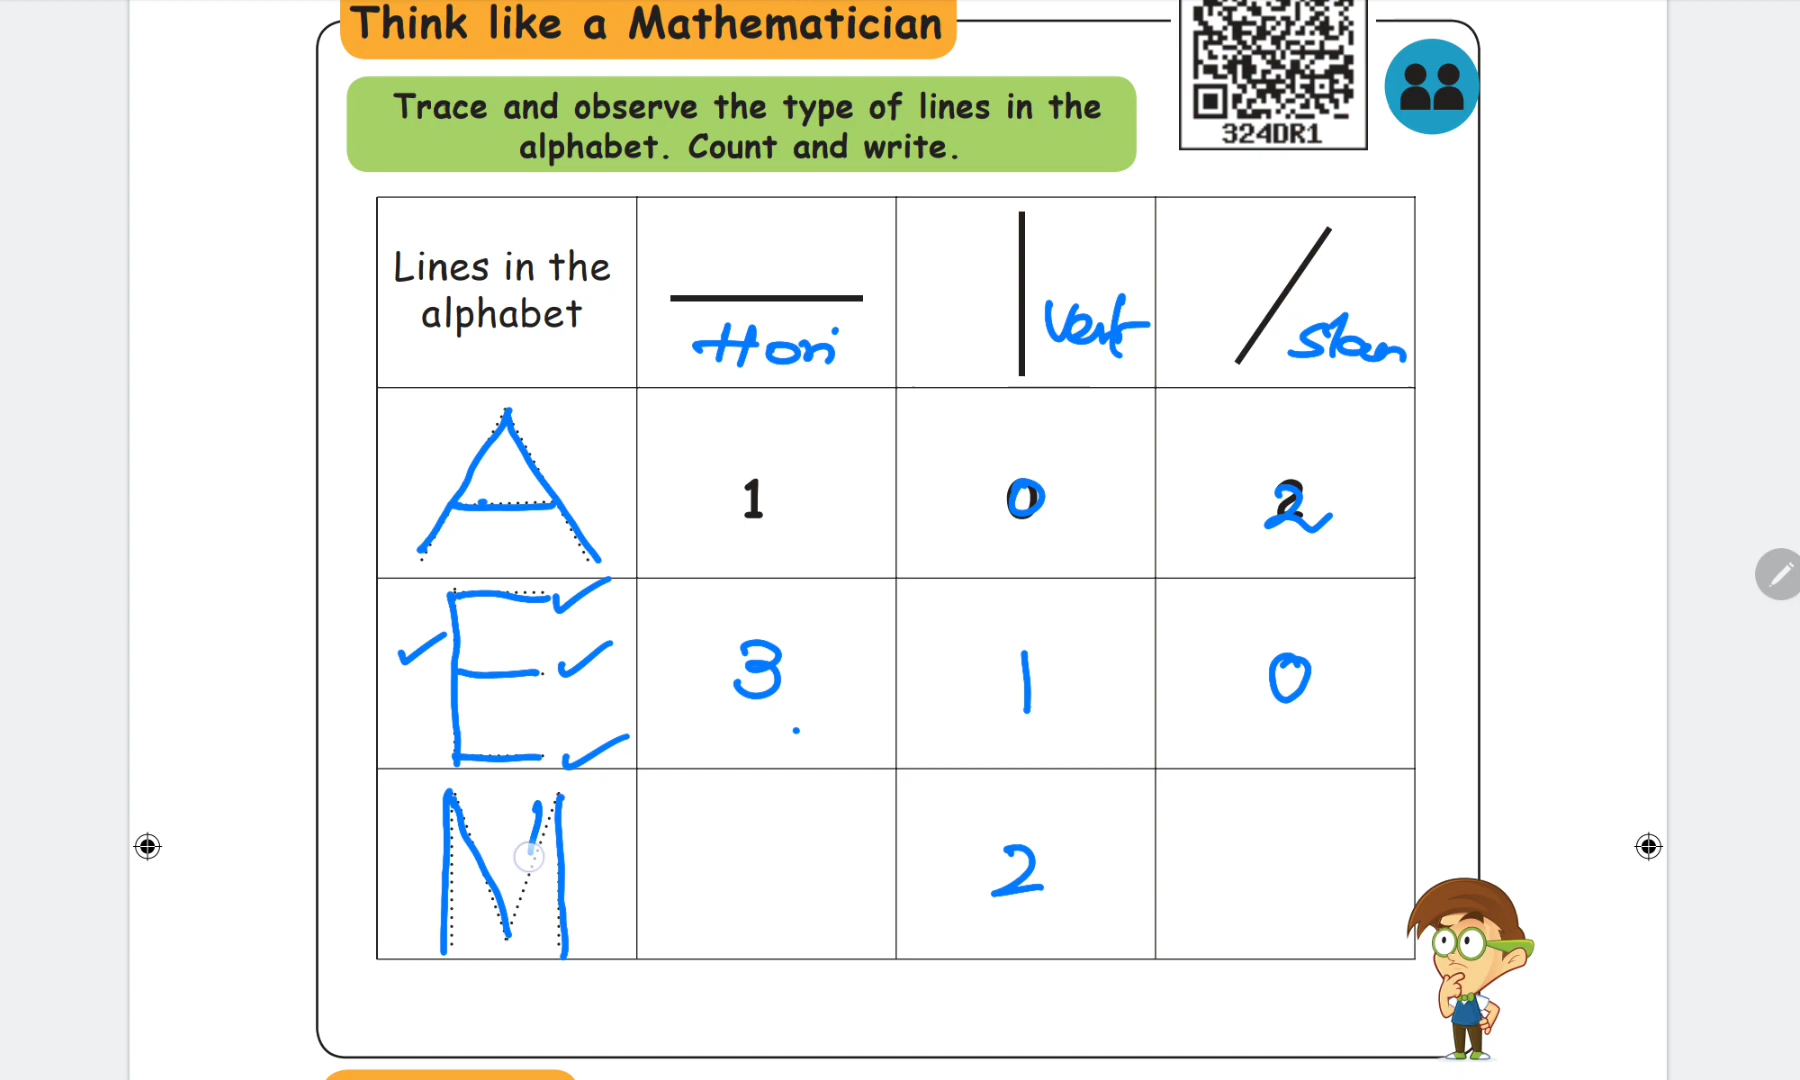 Think like a Mathematician
324DR1
Trace and observe the type of lines in the
alphabet. Count and write.
Lines in the
alphabet
Hori
Vert
Slan
A
1
0
2
E
3
1
0
M
2